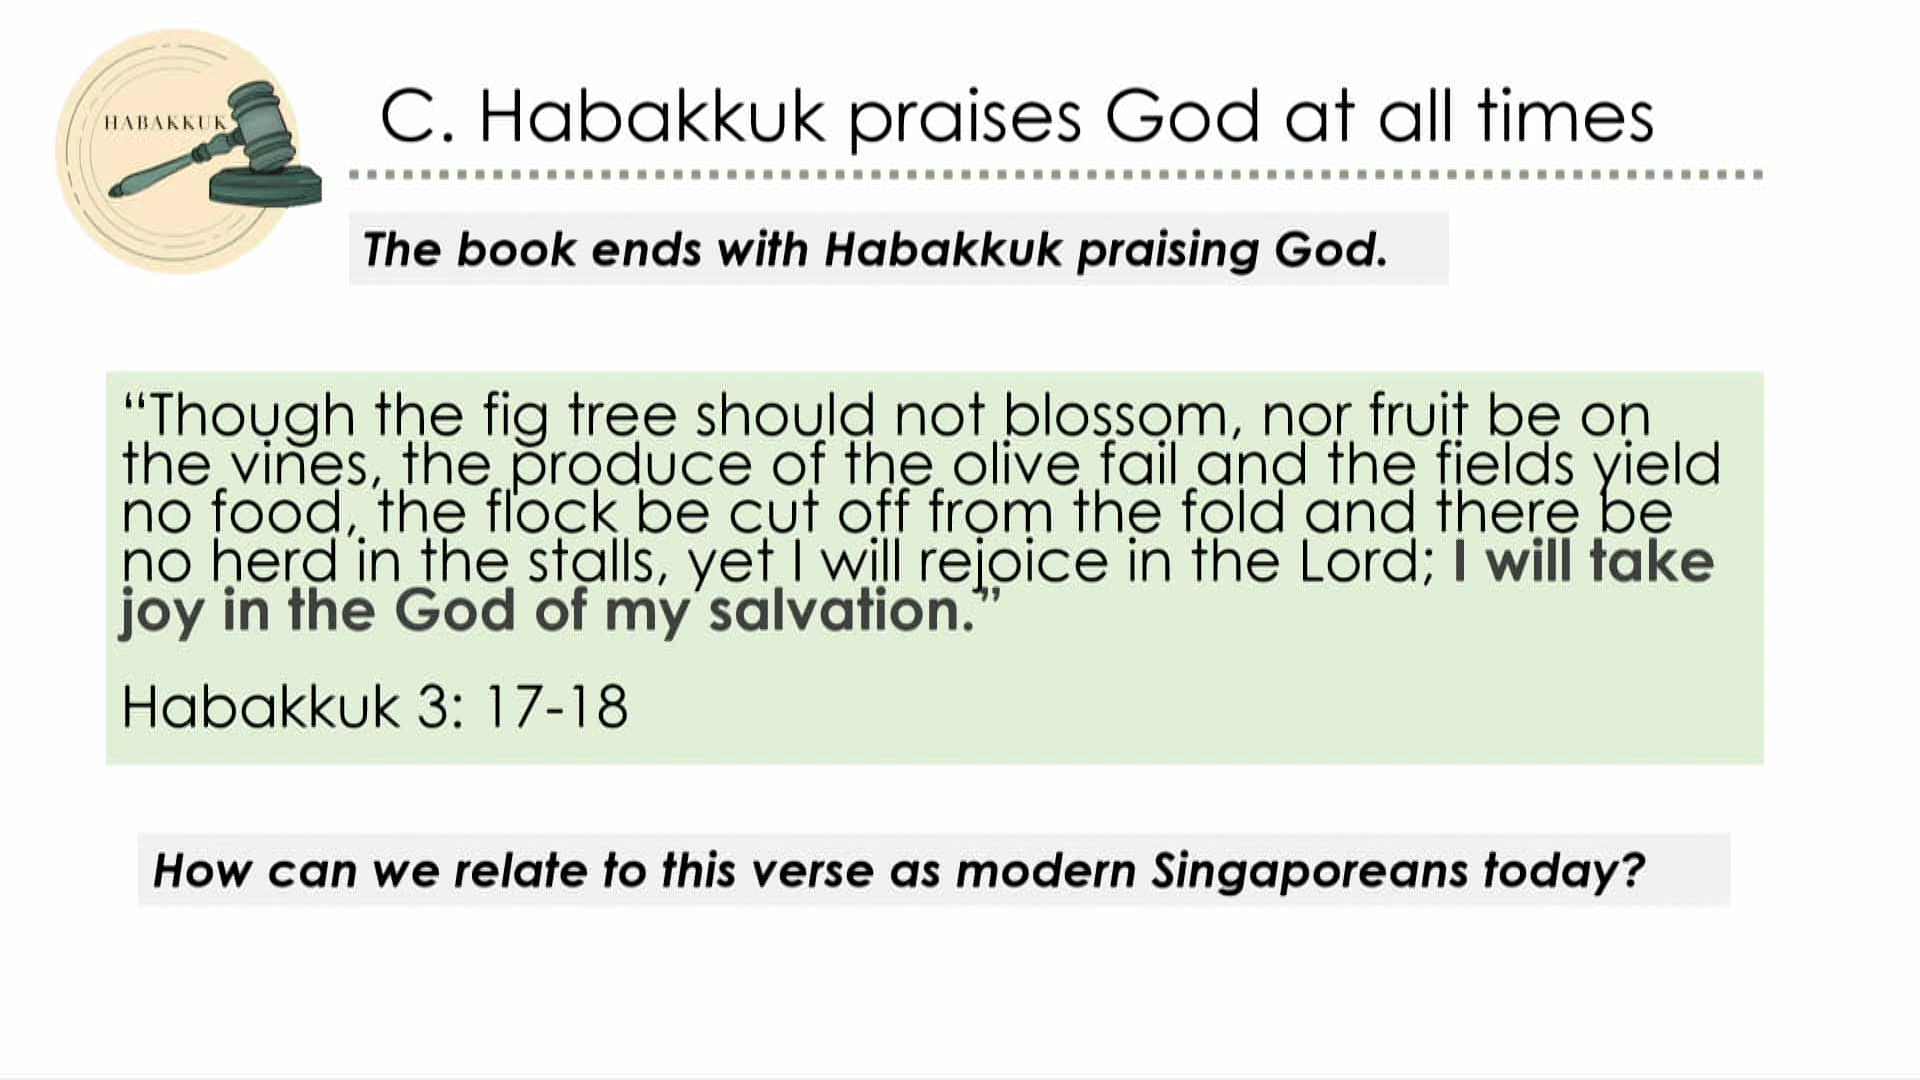 HABAKKUK
C. Habakkuk praises God at all times
The book ends with Habakkuk praising God.
“Though the fig tree should not blossom, nor fruit be on
the vines, the produce of the olive fail and the fields yield
no food, the flock be cut off from the fold and there be
no herd in the stalls, yet I will rejoice in the Lord; I will take
joy in the God of my salvation.”
Habakkuk 3: 17-18
How can we relate to this verse as modern Singaporeans today?